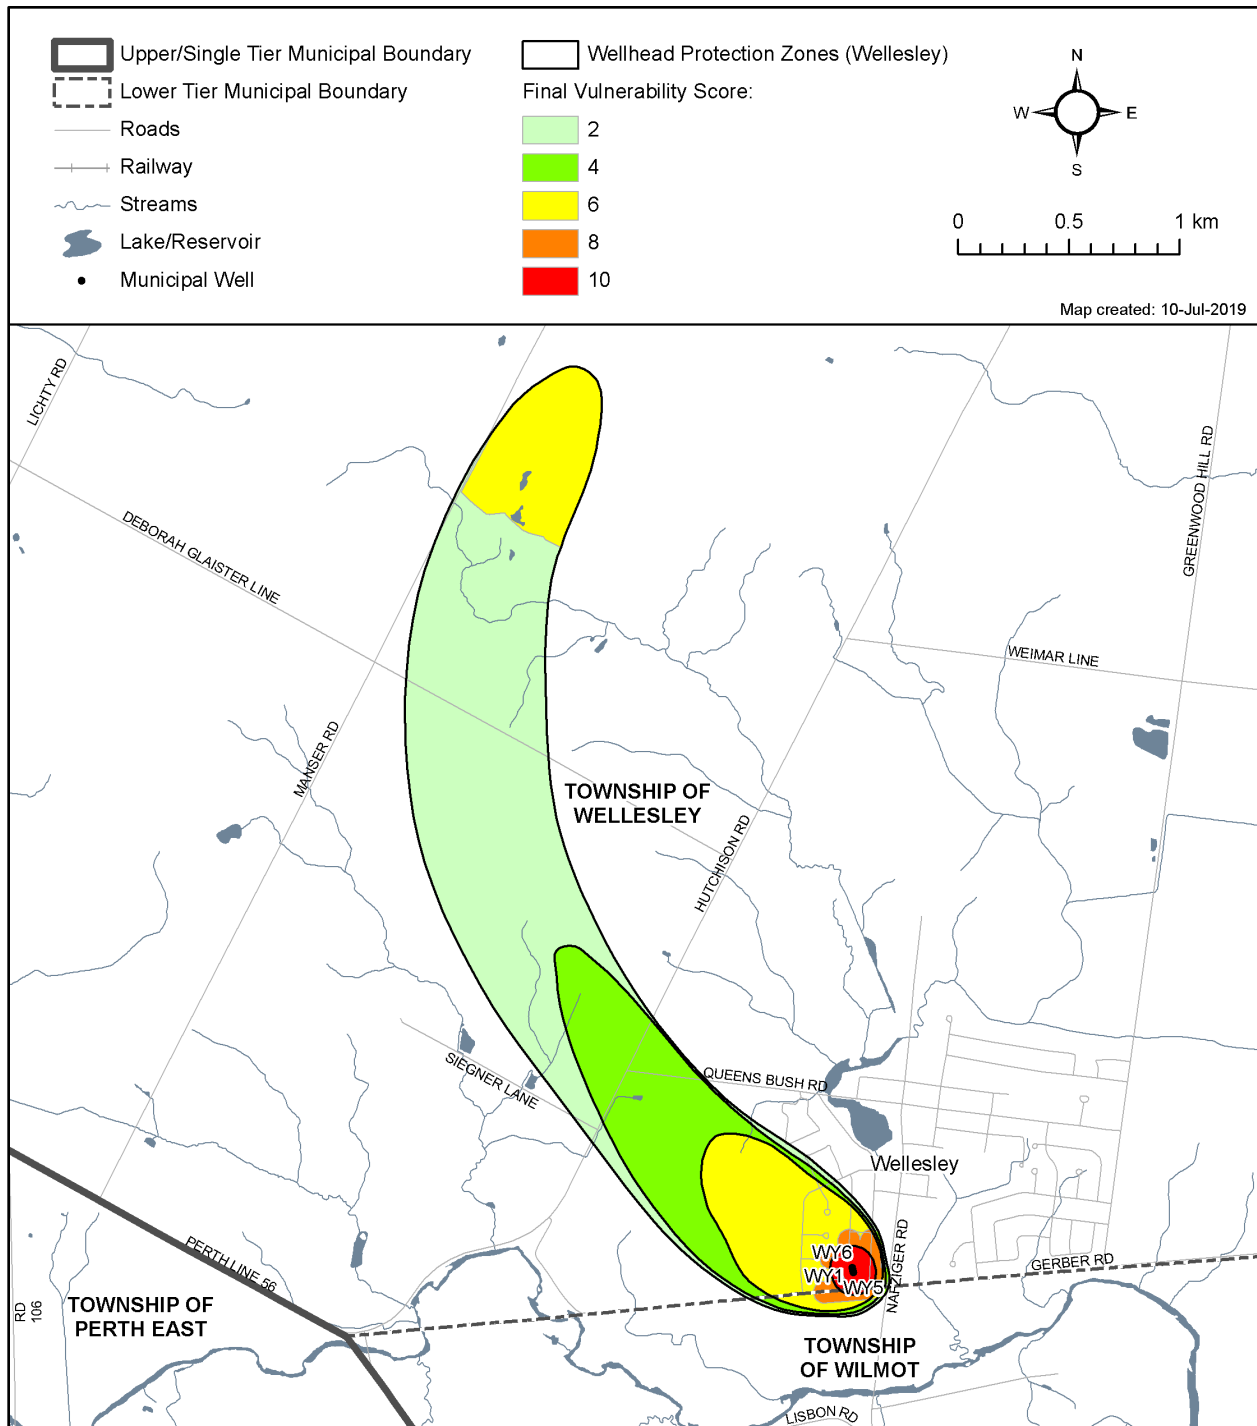 Upper/Single Tier Municipal Boundary
Lower Tier Municipal Boundary
Roads
Railway
Streams
Lake/Reservoir
Municipal Well
Wellhead Protection Zones (Wellesley)
Final Vulnerability Score:
2
4
6
8
10
N
W
E
S
0
0.5
1 km
Map created: 10-Jul-2019
LICHTY RD
DEBORAH GLAISTER LINE
GREENWOOD HILL RD
WEIMAR LINE
MANSER RD
TOWNSHIP OF
WELLESLEY
HUTCHISON RD
SIEGNER LANE
QUEENS BUSH RD
Wellesley
NAFZIGER RD
WY6
WY1
WY5
GERBER RD
PERTH LINE 56
RD
106
TOWNSHIP OF
PERTH EAST
TOWNSHIP
OF WILMOT
LISBON RD